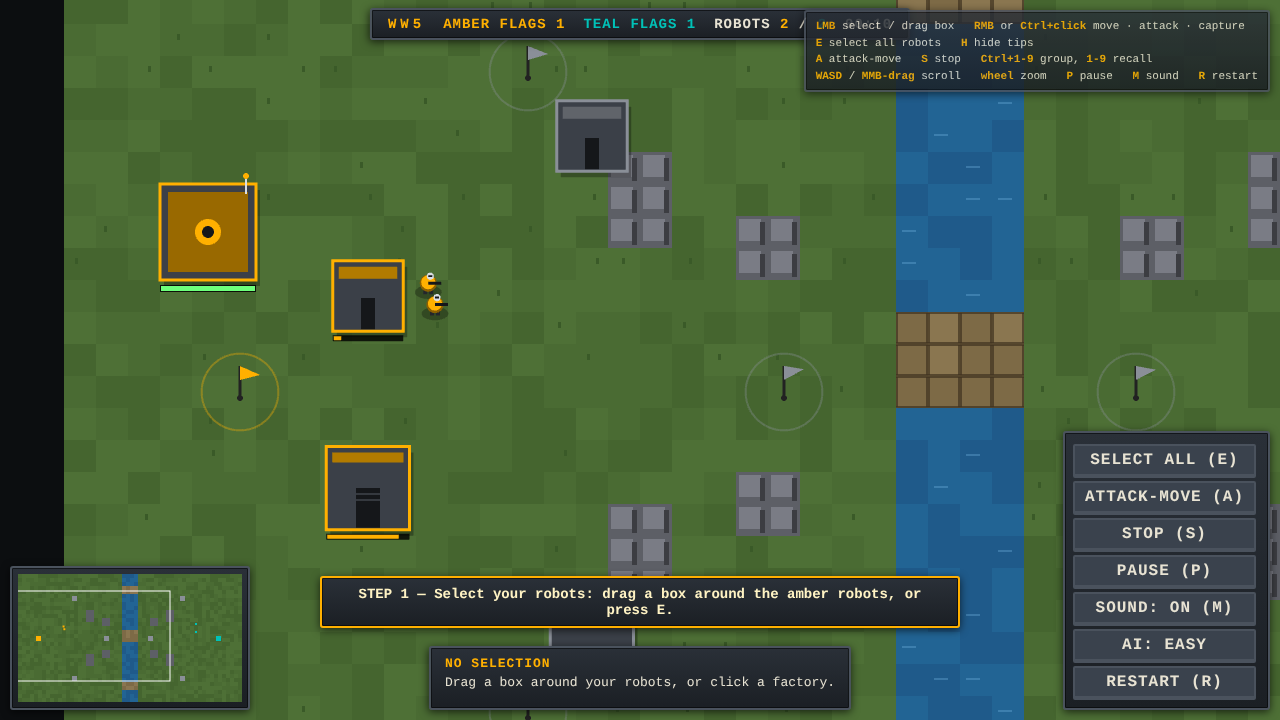 WW5 AMBER FLAGS 1 TEAL FLAGS 1 ROBOTS 2 /
LMB select / drag box RMB or Ctrl+click move · attack · capture
E select all robots H hide tips
A attack-move S stop Ctrl+1-9 group, 1-9 recall
WASD / MMB-drag scroll wheel zoom P pause M sound R restart
SELECT ALL (E)
ATTACK-MOVE (A)
STOP (S)
PAUSE (P)
SOUND: ON (M)
AI: EASY
RESTART (R)
STEP 1 — Select your robots: drag a box around the amber robots, or
press E.
NO SELECTION
Drag a box around your robots, or click a factory.